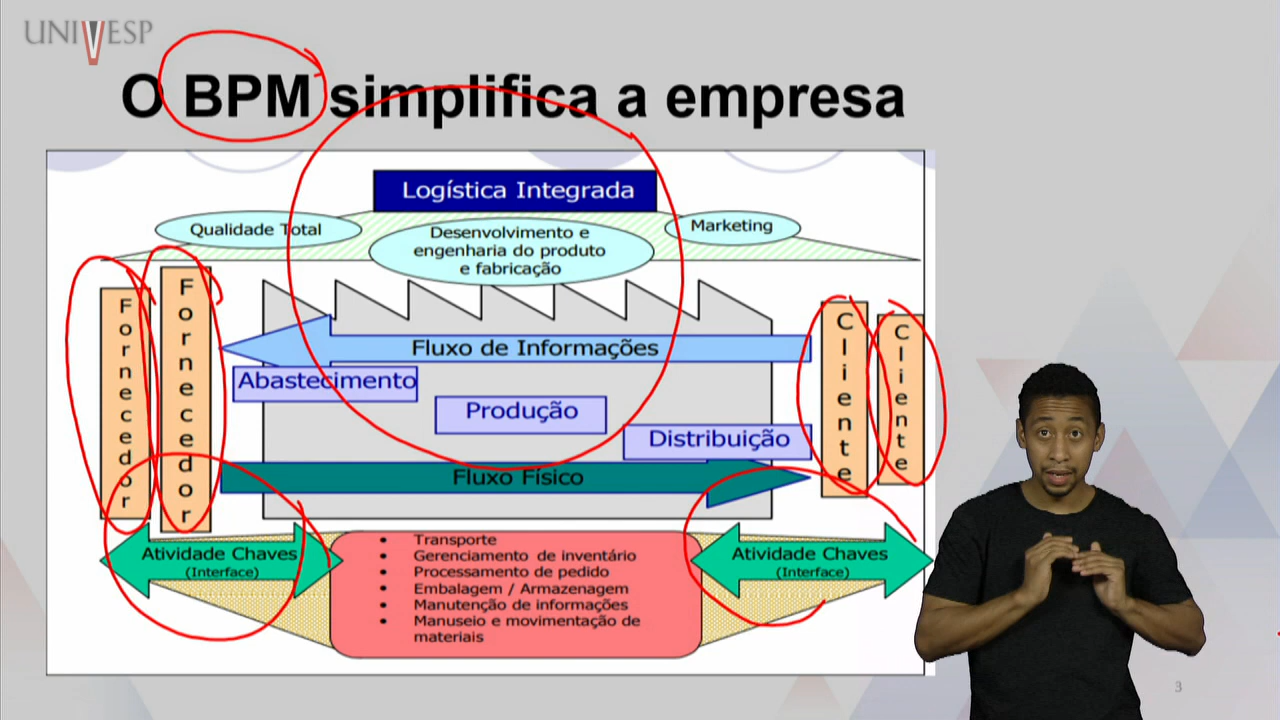 UNIVESP
O BPM simplifica a empresa
Logística Integrada
Qualidade Total
Desenvolvimento e
engenharia do produto
e fabricação
Marketing
Fornecedor
Fornecedor
Fluxo de Informações
Abastecimento
Produção
Distribuição
Fluxo Físico
Cliente
Cliente
Atividade Chaves
(Interface)
• Transporte
• Gerenciamento de inventário
• Processamento de pedido
• Embalagem / Armazenagem
• Manutenção de informações
• Manuseio e movimentação de
materiais
Atividade Chaves
(Interface)
3